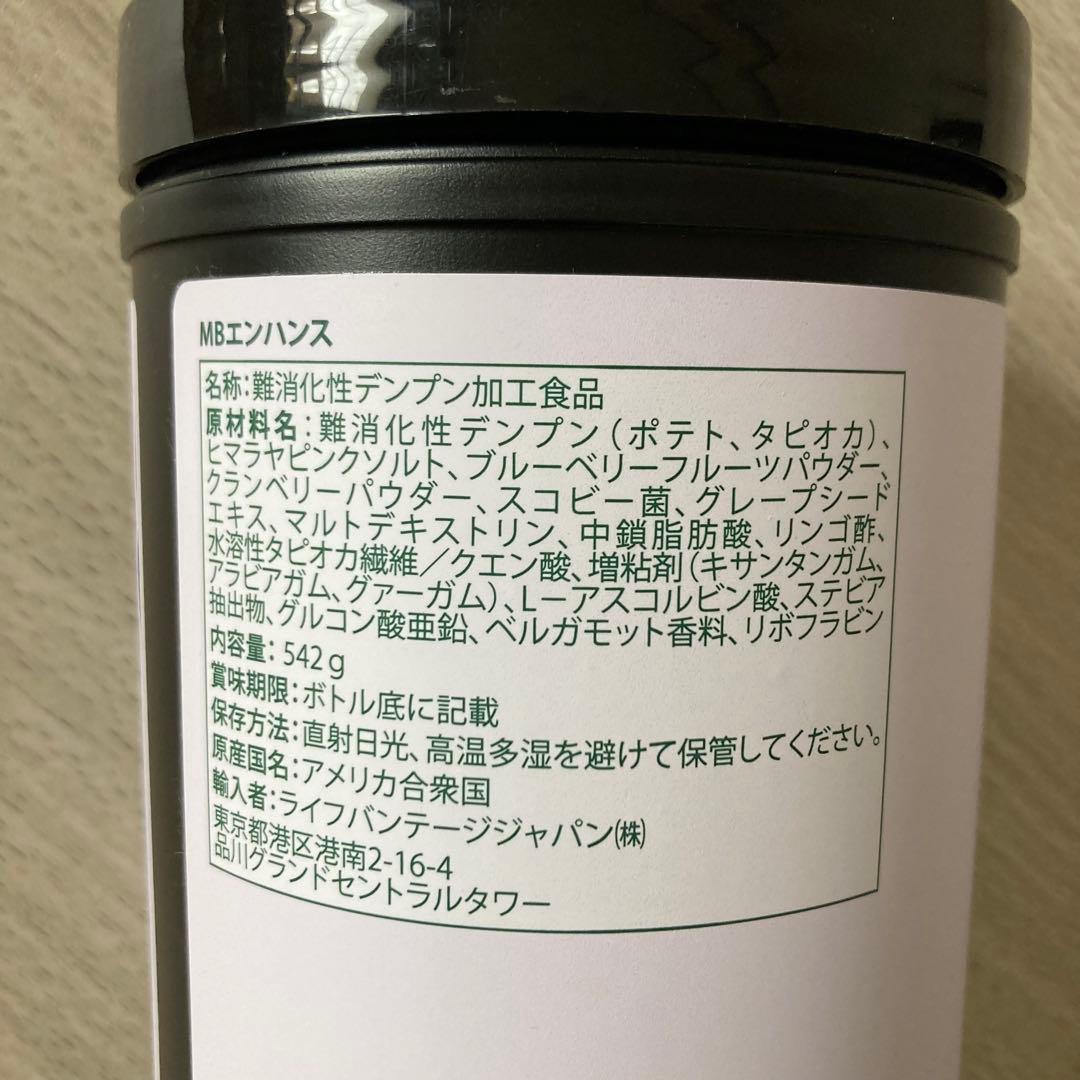 MBエンハンス
名称：難消化性デンプン加工食品
原材料名：難消化性デンプン（ポテト、タピオカ）、
ヒマラヤピンクソルト、ブルーベリーフルーツパウダー、
クランベリーパウダー、スコビー菌、グレープシード
エキス、マルトデキストリン、中鎖脂肪酸、リンゴ酢、
水溶性タピオカ繊維／クエン酸、増粘剤（キサンタンガム、
アラビアガム、グァーガム）、L－アスコルビン酸、ステビア
抽出物、グルコン酸亜鉛、ベルガモット香料、リボフラビン
内容量：542g
賞味期限：ボトル底に記載
保存方法：直射日光、高温多湿を避けて保管してください。
原産国名：アメリカ合衆国
輸入者：ライフバンテージジャパン㈱
東京都港区港南2-16-4
品川グランドセントラルタワー